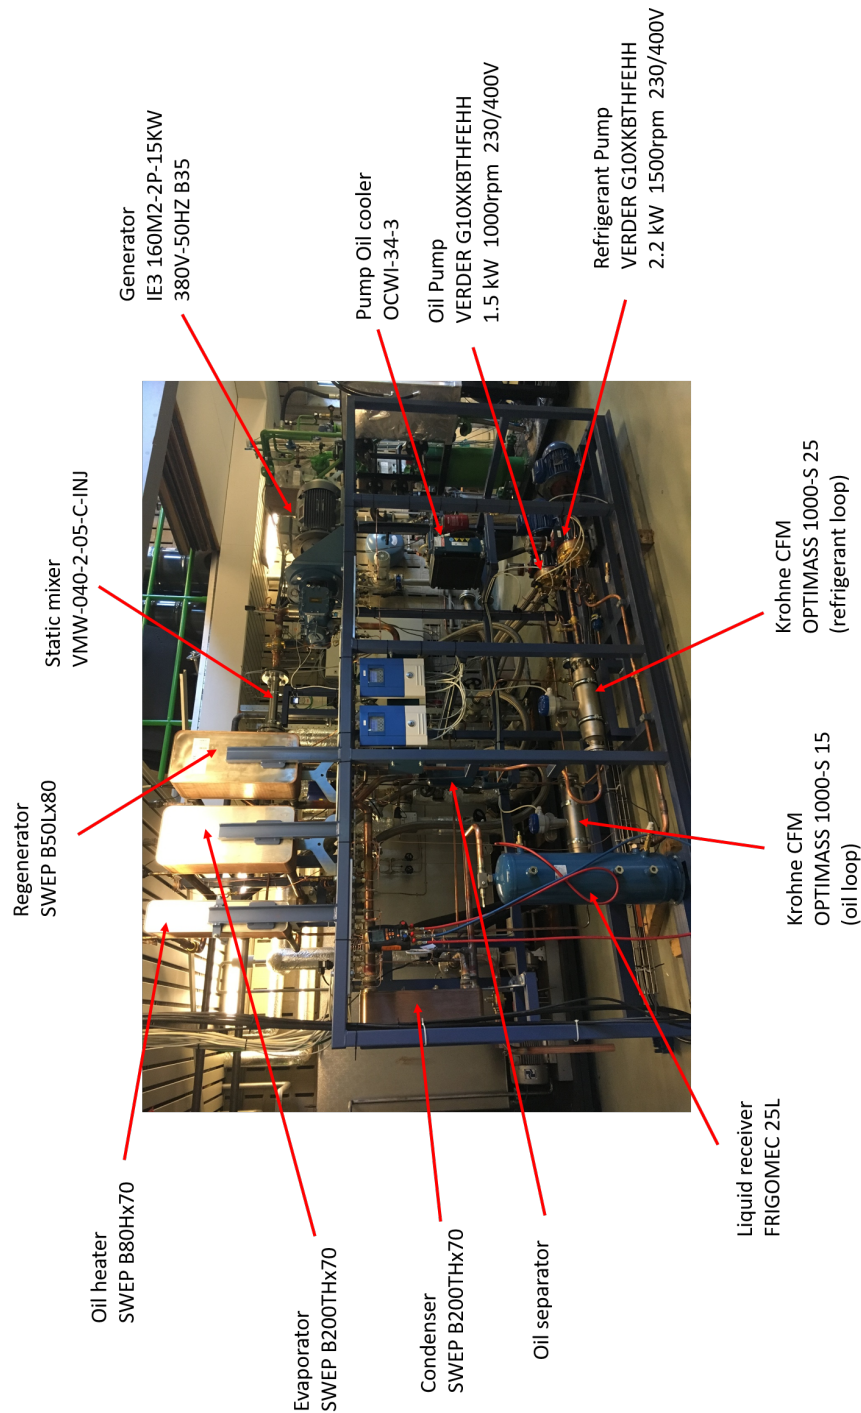 Oil heater
SWEP B80Hx70
Regenerator
SWEP B50Lx80
Static mixer
VMW-040-2-05-C-INJ
Generator
IE3 160M2-2P-15KW
380V-50HZ B35
Evaporator
SWEP B200THx70
Pump Oil cooler
OCWI-34-3
Condenser
SWEP B200THx70
Oil Pump
VERDER G10XKBTHFEHH
1.5 kW 1000rpm 230/400V
Oil separator
Refrigerant Pump
VERDER G10XKBTHFEHH
2.2 kW 1500rpm 230/400V
Liquid receiver
FRIGOMEC 25L
Krohne CFM
OPTIMASS 1000-S 15
(oil loop)
Krohne CFM
OPTIMASS 1000-S 25
(refrigerant loop)